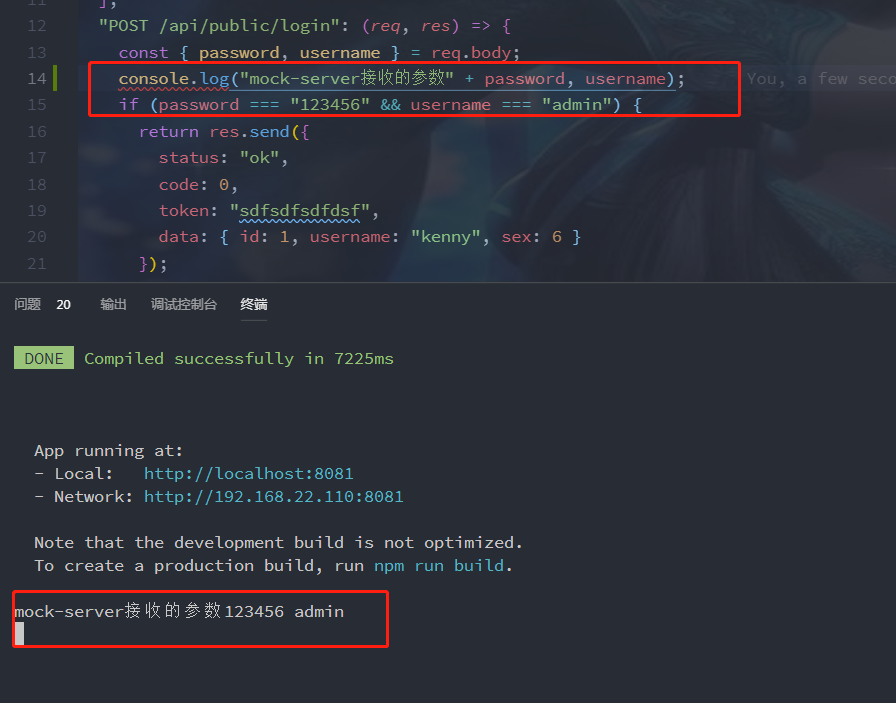 11 ],
12 "POST /api/public/login": (req, res) => {
13 const { password, username } = req.body;
14 console.log("mock-server接收的参数" + password, username); You, a few seco
15 if (password === "123456" && username === "admin") {
16 return res.send({
17 status: "ok",
18 code: 0,
19 token: "sdfsdfsdfdsf",
20 data: { id: 1, username: "kenny", sex: 6 }
21 });
问题 20 输出 调试控制台 终端
DONE Compiled successfully in 7225ms
App running at:
- Local: http://localhost:8081
- Network: http://192.168.22.110:8081
Note that the development build is not optimized.
To create a production build, run npm run build.
mock-server接收的参数123456 admin